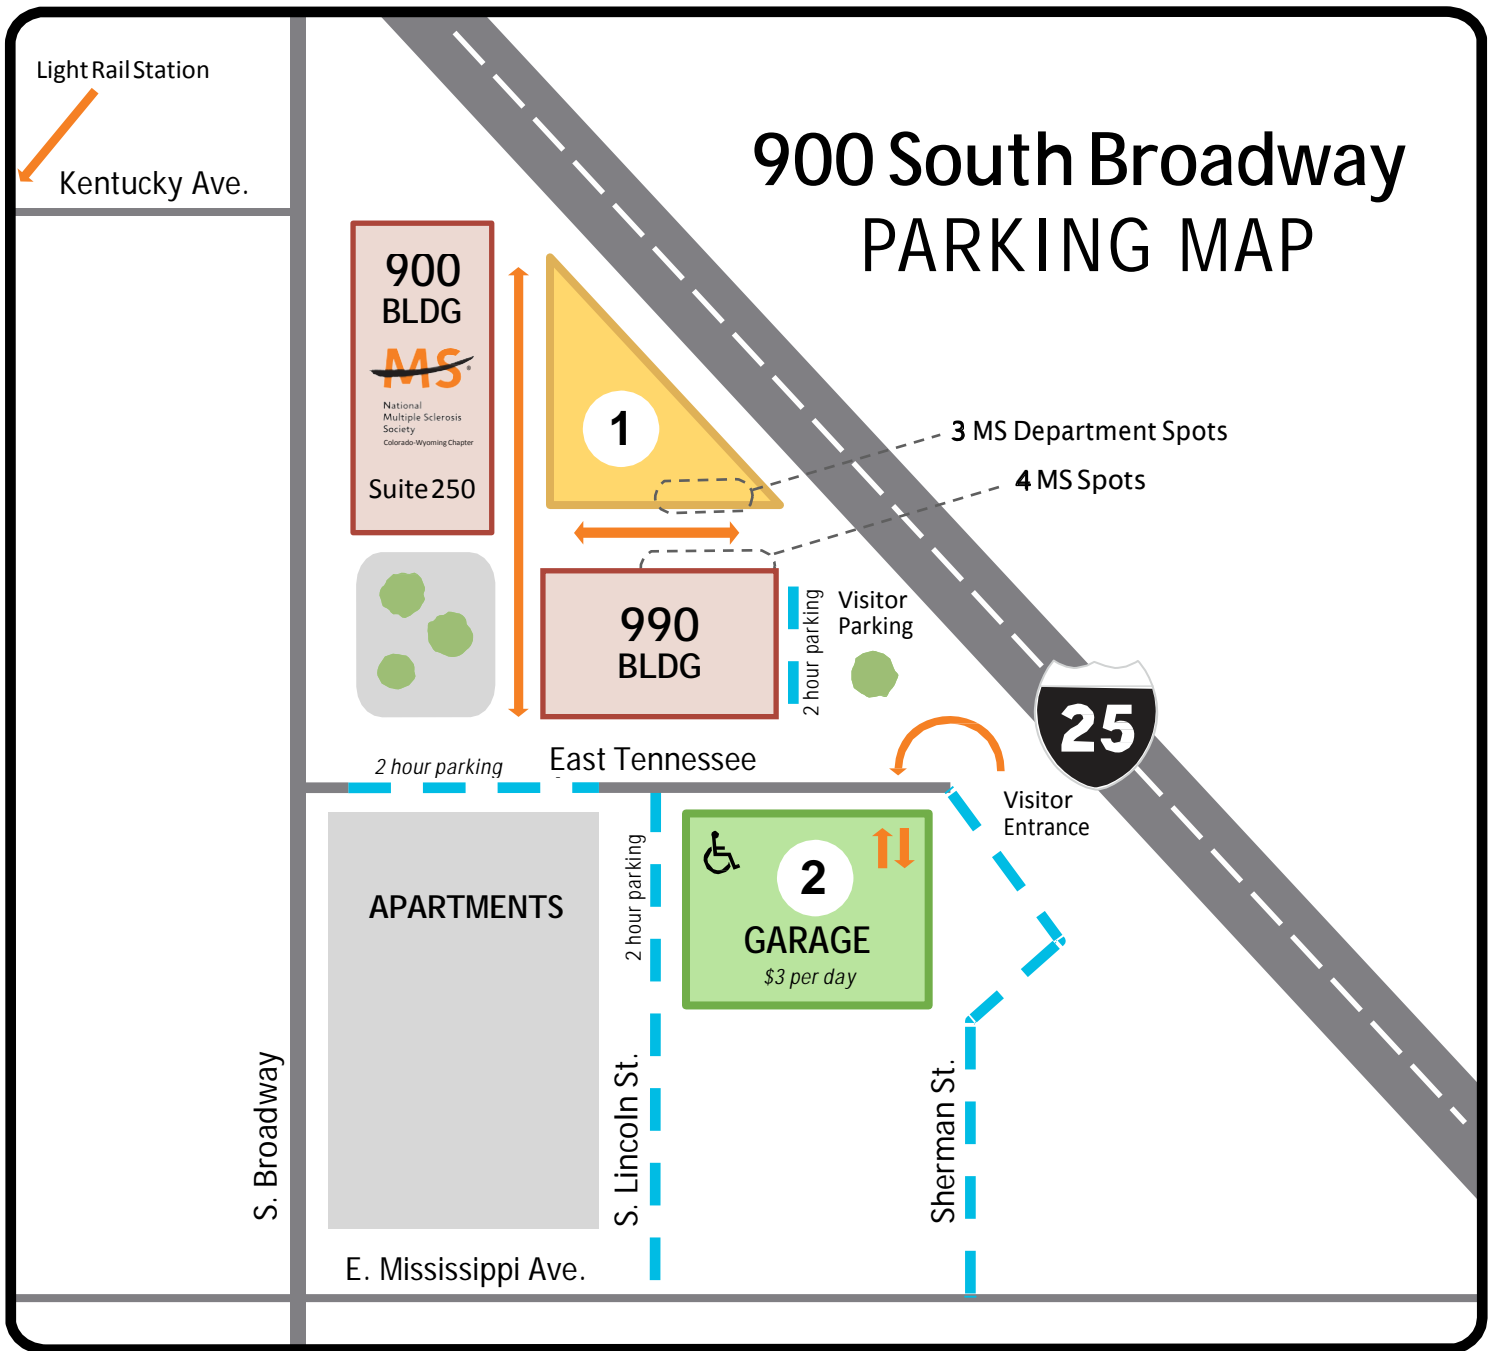 Light Rail Station
Kentucky Ave.
900 South Broadway
PARKING MAP
900
BLDG
MS
National
Multiple Sclerosis
Society
Colorado-Wyoming Chapter
Suite 250
1
3 MS Department Spots
4 MS Spots
990
BLDG
2 hour parking
Visitor
Parking
25
East Tennessee
2 hour parking
Visitor
Entrance
2 hour parking
2
GARAGE
$3 per day
APARTMENTS
S. Broadway
S. Lincoln St.
Sherman St.
E. Mississippi Ave.